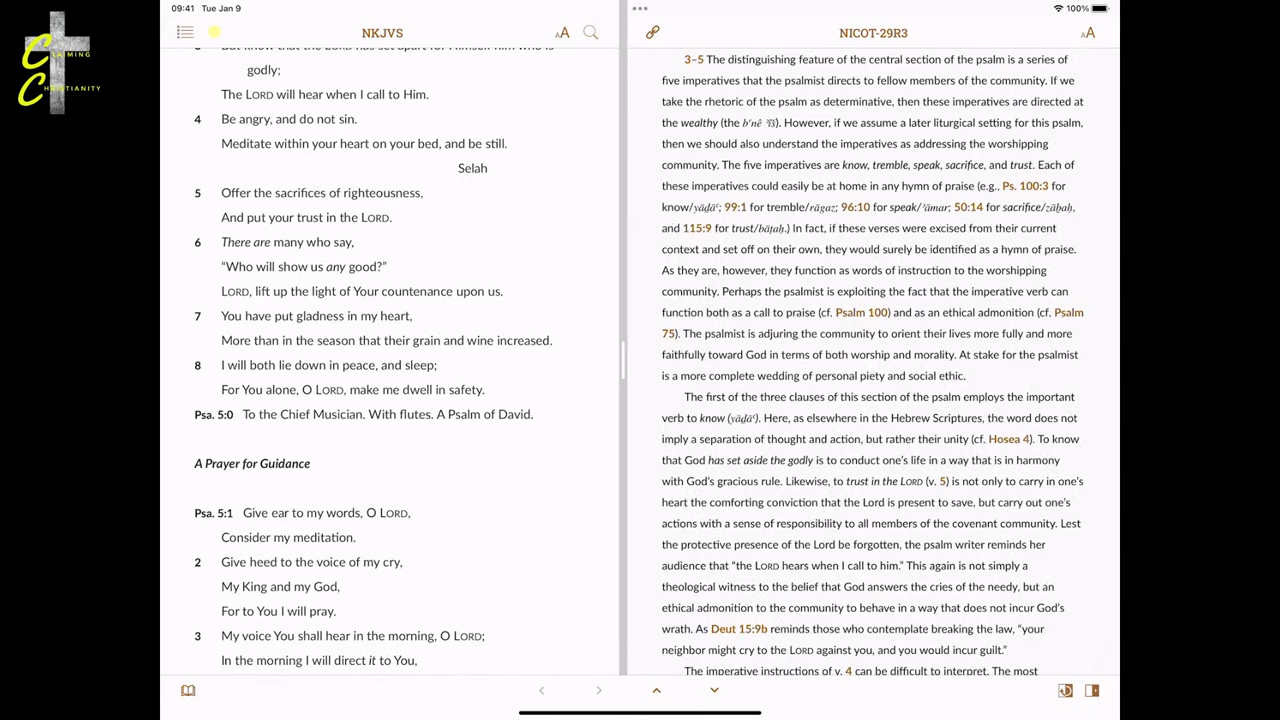 CLAIMING
CHRISTIANITY
09:41 Tue Jan 9
100%
NKJVS
AA
3 But know that the LORD has set apart for Himself him who is
godly;
The LORD will hear when I call to Him.
4 Be angry, and do not sin.
Meditate within your heart on your bed, and be still.
Selah
5 Offer the sacrifices of righteousness,
And put your trust in the LORD.
6 There are many who say,
“Who will show us any good?”
LORD, lift up the light of Your countenance upon us.
7 You have put gladness in my heart,
More than in the season that their grain and wine increased.
8 I will both lie down in peace, and sleep;
For You alone, O LORD, make me dwell in safety.
Psa. 5:0 To the Chief Musician. With flutes. A Psalm of David.
A Prayer for Guidance
Psa. 5:1 Give ear to my words, O LORD,
Consider my meditation.
2 Give heed to the voice of my cry,
My King and my God,
For to You I will pray.
3 My voice You shall hear in the morning, O LORD;
In the morning I will direct it to You,
NICOT-29R3
AA
3–5 The distinguishing feature of the central section of the psalm is a series of
five imperatives that the psalmist directs to fellow members of the community. If we
take the rhetoric of the psalm as determinative, then these imperatives are directed at
the wealthy (the bᵉnê ʾîš). However, if we assume a later liturgical setting for this psalm,
then we should also understand the imperatives as addressing the worshipping
community. The five imperatives are know, tremble, speak, sacrifice, and trust. Each of
these imperatives could easily be at home in any hymn of praise (e.g., Ps. 100:3 for
know/yāḏāʿ; 99:1 for tremble/rāgaz; 96:10 for speak/ʾāmar; 50:14 for sacrifice/zāḇaḥ,
and 115:9 for trust/bāṭaḥ.) In fact, if these verses were excised from their current
context and set off on their own, they would surely be identified as a hymn of praise.
As they are, however, they function as words of instruction to the worshipping
community. Perhaps the psalmist is exploiting the fact that the imperative verb can
function both as a call to praise (cf. Psalm 100) and as an ethical admonition (cf. Psalm
75). The psalmist is adjuring the community to orient their lives more fully and more
faithfully toward God in terms of both worship and morality. At stake for the psalmist
is a more complete wedding of personal piety and social ethic.
The first of the three clauses of this section of the psalm employs the important
verb to know (yāḏāʿ). Here, as elsewhere in the Hebrew Scriptures, the word does not
imply a separation of thought and action, but rather their unity (cf. Hosea 4). To know
that God has set aside the godly is to conduct one’s life in a way that is in harmony
with God’s gracious rule. Likewise, to trust in the LORD (v. 5) is not only to carry in one’s
heart the comforting conviction that the Lord is present to save, but carry out one’s
actions with a sense of responsibility to all members of the covenant community. Lest
the protective presence of the Lord be forgotten, the psalm writer reminds her
audience that “the LORD hears when I call to him.” This again is not simply a
theological witness to the belief that God answers the cries of the needy, but an
ethical admonition to the community to behave in a way that does not incur God’s
wrath. As Deut 15:9b reminds those who contemplate breaking the law, “your
neighbor might cry to the LORD against you, and you would incur guilt.”
The imperative instructions of v. 4 can be difficult to interpret. The most